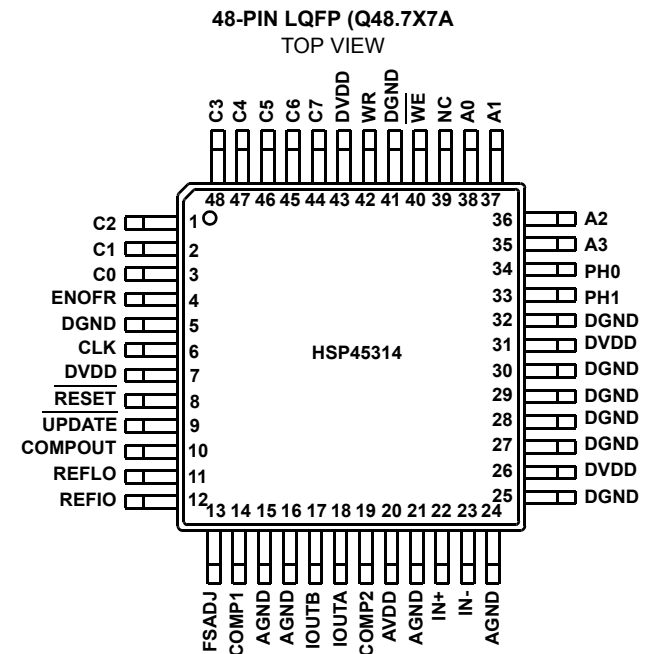 48-PIN LQFP (Q48.7X7A
TOP VIEW
C3 C4 C5 C6 C7 DVDD WR DGND WE NC A0 A1
48 47 46 45 44 43 42 41 40 39 38 37
C2 1 36 A2
C1 2 35 A3
C0 3 34 PH0
ENOFR 4 33 PH1
DGND 5 32 DGND
CLK 6 31 DVDD
HSP45314
DVDD 7 30 DGND
RESET 8 29 DGND
UPDATE 9 28 DGND
COMPOUT 10 27 DGND
REFLO 11 26 DVDD
REFIO 12 25 DGND
13 14 15 16 17 18 19 20 21 22 23 24
FSADJ COMP1 AGND AGND IOUTB IOUTA COMP2 AVDD AGND IN+ IN- AGND